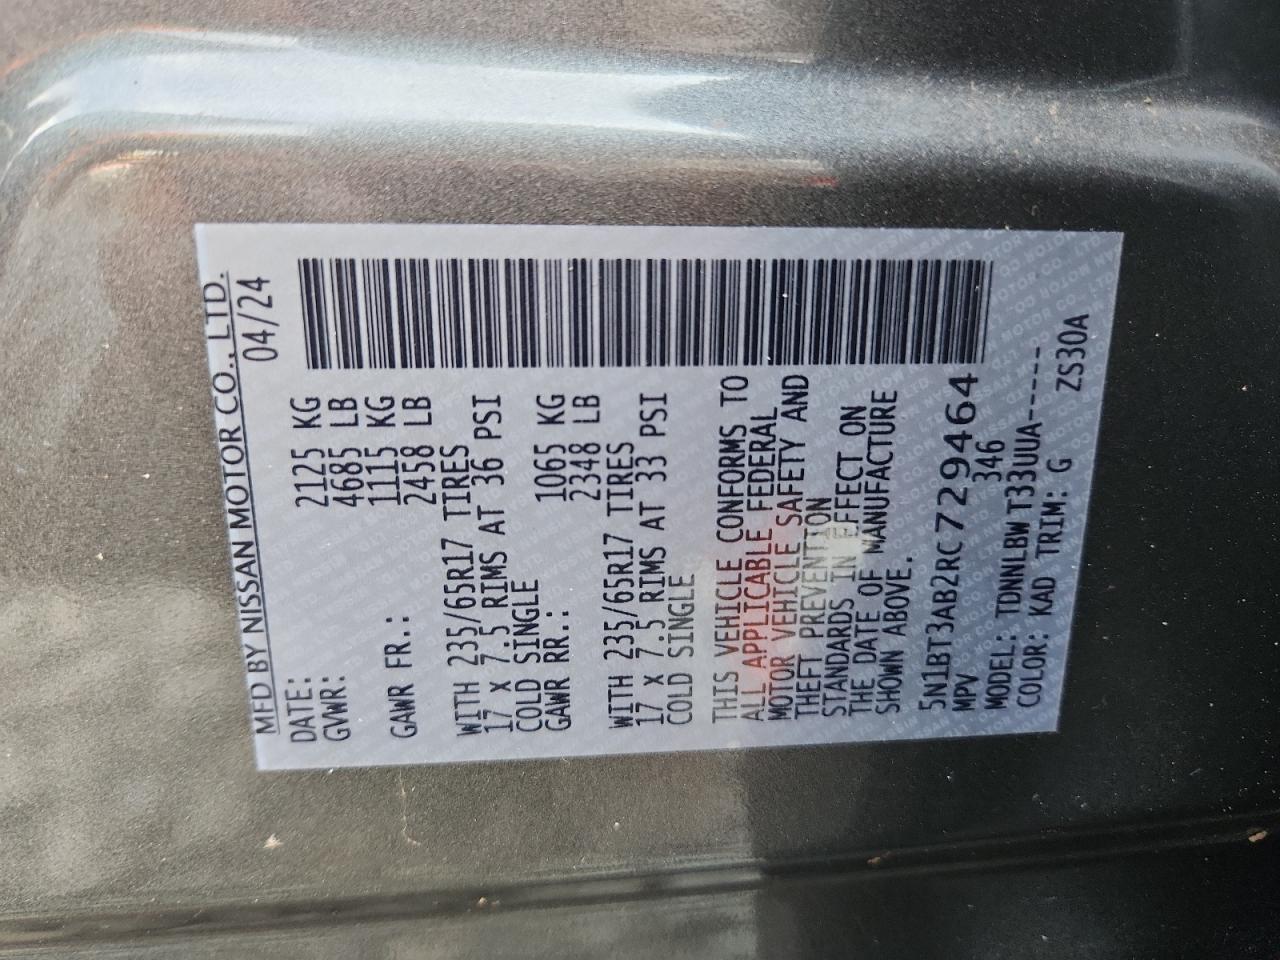 MFD BY NISSAN MOTOR CO., LTD.
DATE: 04/24
GVWR: 2125 KG
4685 LB
GAWR FR.: 1115 KG
2458 LB
WITH 235/65R17 TIRES
17 X 7.5 RIMS AT 36 PSI
COLD SINGLE
GAWR RR.: 1065 KG
2348 LB
WITH 235/65R17 TIRES
17 X 7.5 RIMS AT 33 PSI
COLD SINGLE
THIS VEHICLE CONFORMS TO
ALL APPLICABLE FEDERAL
MOTOR VEHICLE SAFETY AND
THEFT PREVENTION
STANDARDS IN EFFECT ON
THE DATE OF MANUFACTURE
SHOWN ABOVE.
5N1BT3AB2RC729464
MPV 346
MODEL: TDNNLBW T33UUA-----
COLOR: KAD TRIM: G ZS30A